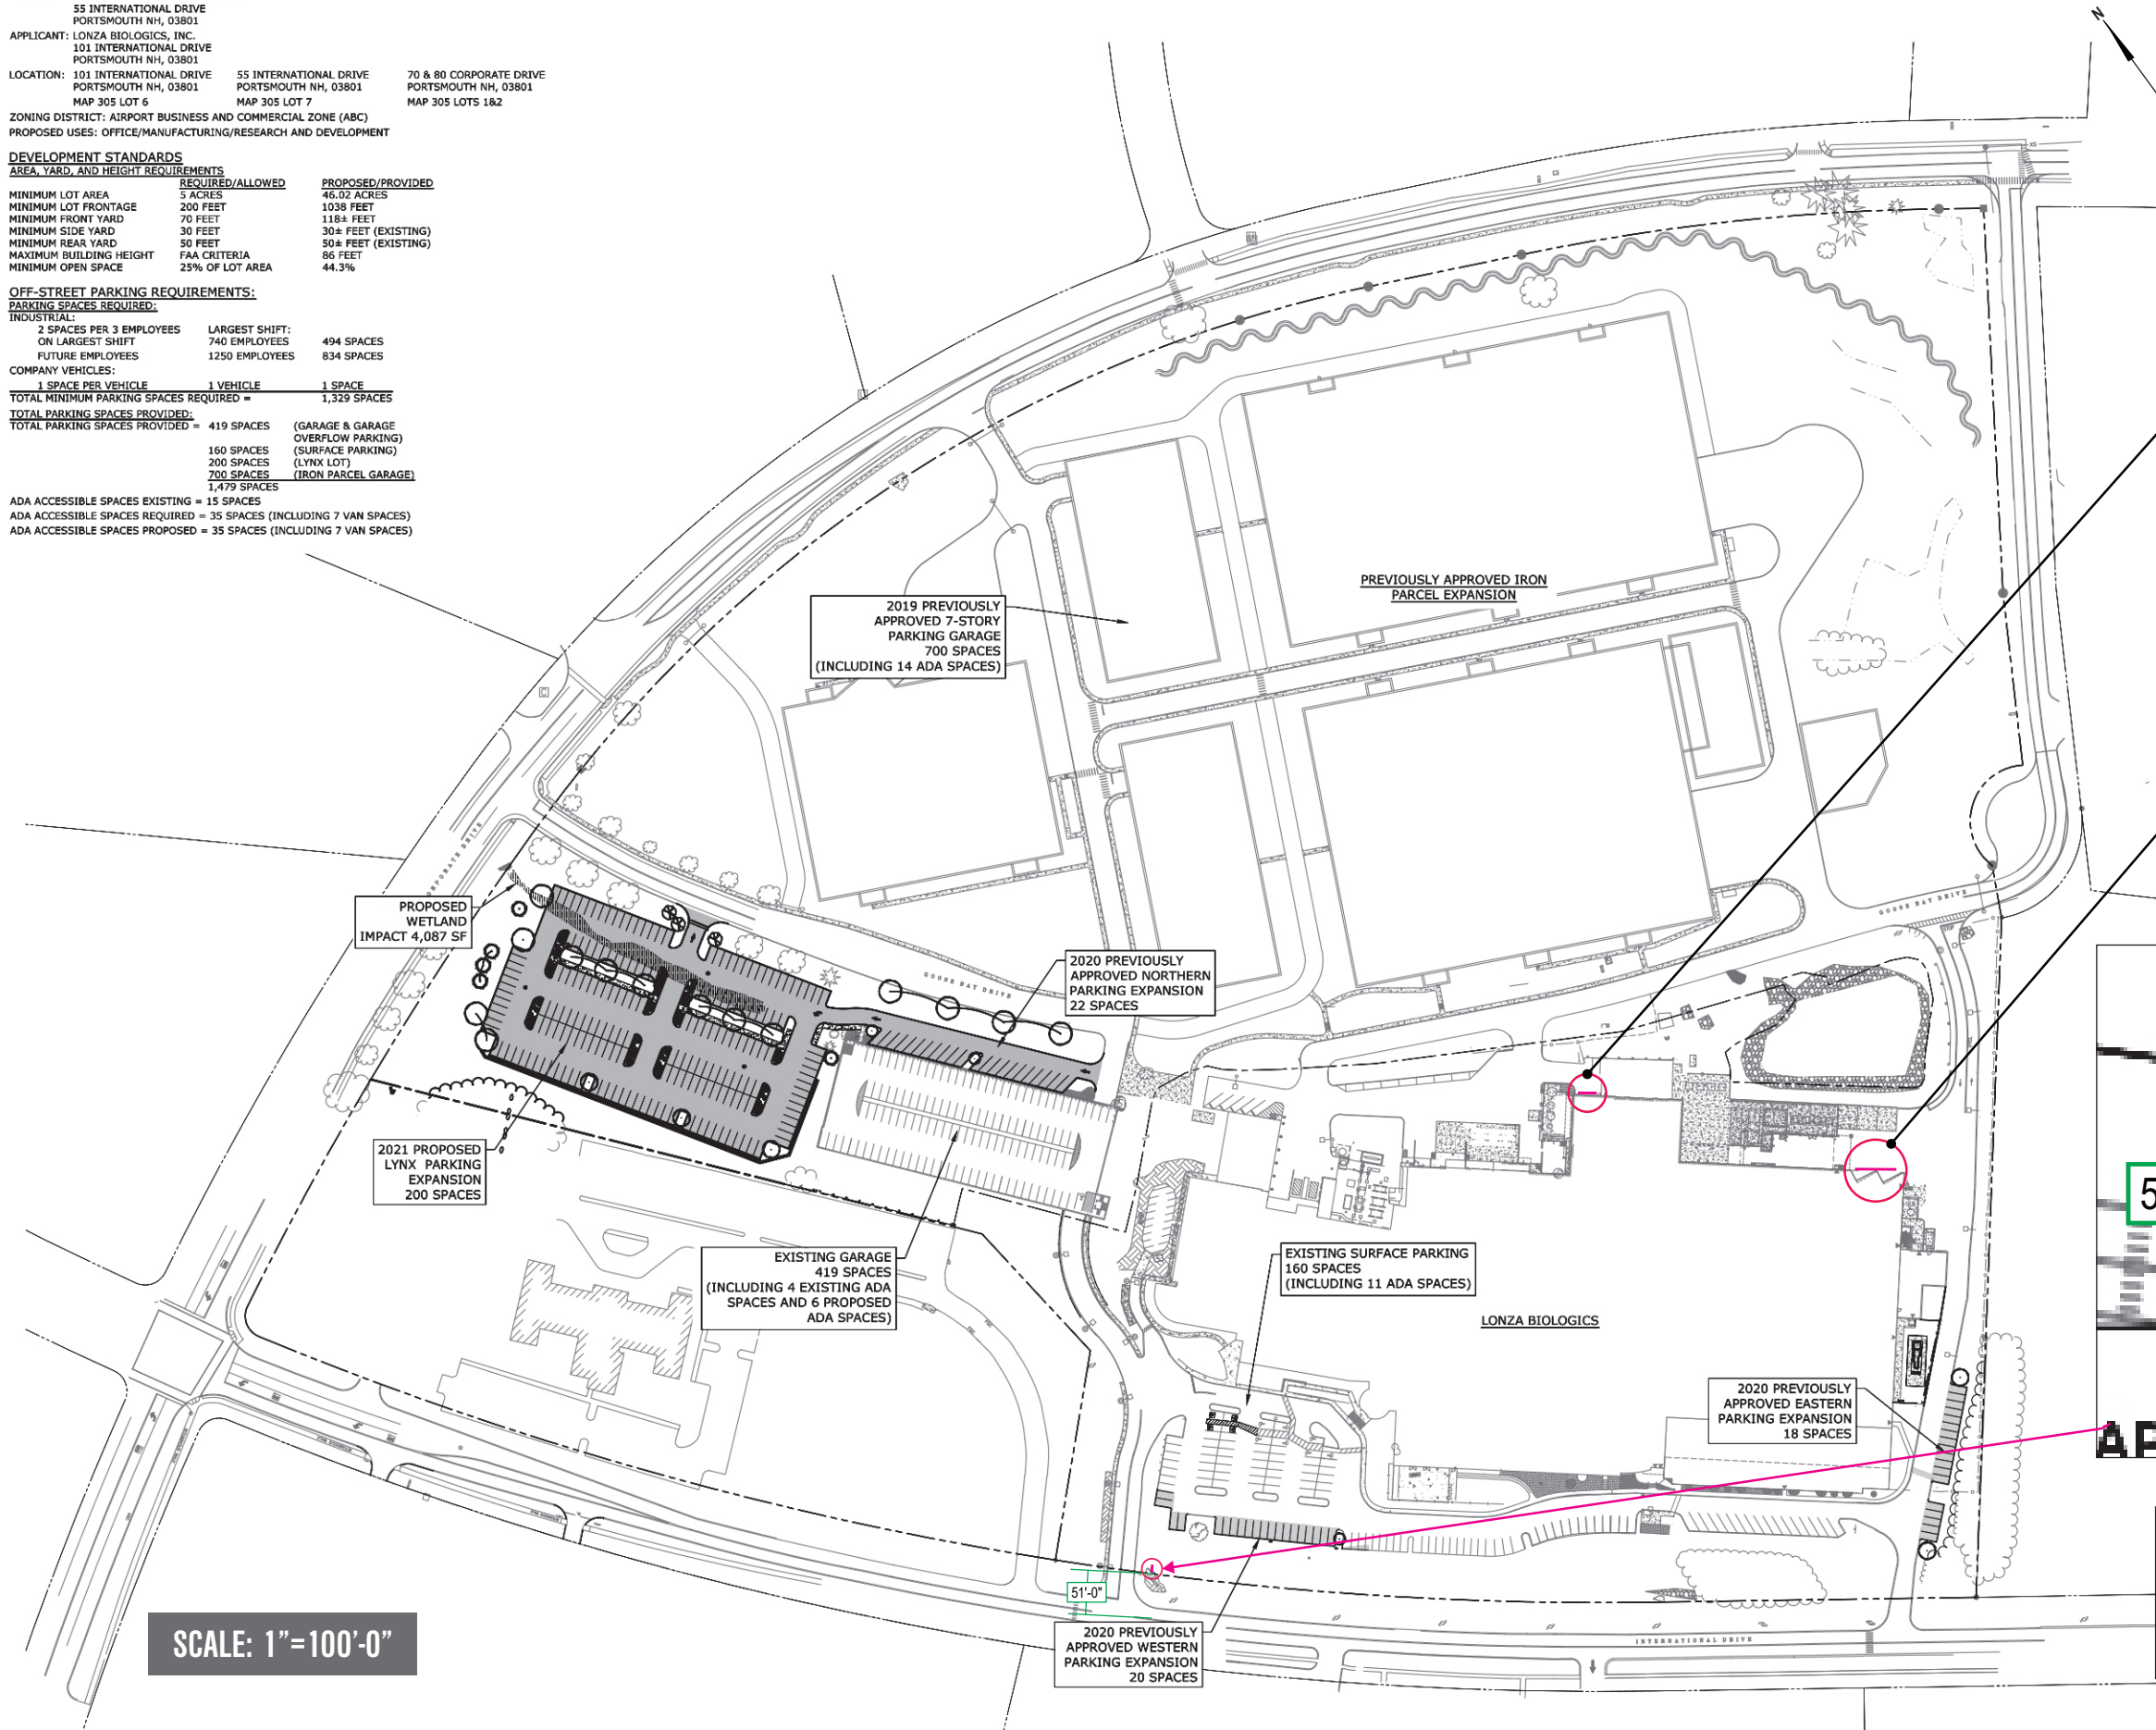 55 INTERNATIONAL DRIVE
PORTSMOUTH NH, 03801
APPLICANT: LONZA BIOLOGICS, INC.
101 INTERNATIONAL DRIVE
PORTSMOUTH NH, 03801
LOCATION: 101 INTERNATIONAL DRIVE 55 INTERNATIONAL DRIVE 70 & 80 CORPORATE DRIVE
PORTSMOUTH NH, 03801 PORTSMOUTH NH, 03801 PORTSMOUTH NH, 03801
MAP 305 LOT 6 MAP 305 LOT 7 MAP 305 LOTS 1&2
ZONING DISTRICT: AIRPORT BUSINESS AND COMMERCIAL ZONE (ABC)
PROPOSED USES: OFFICE/MANUFACTURING/RESEARCH AND DEVELOPMENT
DEVELOPMENT STANDARDS
AREA, YARD, AND HEIGHT REQUIREMENTS
REQUIRED/ALLOWED PROPOSED/PROVIDED
MINIMUM LOT AREA 5 ACRES 46.02 ACRES
MINIMUM LOT FRONTAGE 200 FEET 1038 FEET
MINIMUM FRONT YARD 70 FEET 118± FEET
MINIMUM SIDE YARD 30 FEET 30± FEET (EXISTING)
MINIMUM REAR YARD 50 FEET 50± FEET (EXISTING)
MAXIMUM BUILDING HEIGHT FAA CRITERIA 86 FEET
MINIMUM OPEN SPACE 25% OF LOT AREA 44.3%
OFF-STREET PARKING REQUIREMENTS:
PARKING SPACES REQUIRED:
INDUSTRIAL:
2 SPACES PER 3 EMPLOYEES LARGEST SHIFT:
ON LARGEST SHIFT 740 EMPLOYEES 494 SPACES
FUTURE EMPLOYEES 1250 EMPLOYEES 834 SPACES
COMPANY VEHICLES:
1 SPACE PER VEHICLE 1 VEHICLE 1 SPACE
TOTAL MINIMUM PARKING SPACES REQUIRED = 1,329 SPACES
TOTAL PARKING SPACES PROVIDED:
TOTAL PARKING SPACES PROVIDED = 419 SPACES (GARAGE & GARAGE
OVERFLOW PARKING)
160 SPACES (SURFACE PARKING)
200 SPACES (LYNX LOT)
700 SPACES (IRON PARCEL GARAGE)
1,479 SPACES
ADA ACCESSIBLE SPACES EXISTING = 15 SPACES
ADA ACCESSIBLE SPACES REQUIRED = 35 SPACES (INCLUDING 7 VAN SPACES)
ADA ACCESSIBLE SPACES PROPOSED = 35 SPACES (INCLUDING 7 VAN SPACES)
N
2019 PREVIOUSLY
APPROVED 7-STORY
PARKING GARAGE
700 SPACES
(INCLUDING 14 ADA SPACES)
PREVIOUSLY APPROVED IRON
PARCEL EXPANSION
PROPOSED
WETLAND
IMPACT 4,087 SF
GOOSE BAY DRIVE
GOOSE BAY DRIVE
2020 PREVIOUSLY
APPROVED NORTHERN
PARKING EXPANSION
22 SPACES
2021 PROPOSED
LYNX PARKING
EXPANSION
200 SPACES
EXISTING GARAGE
419 SPACES
(INCLUDING 4 EXISTING ADA
SPACES AND 6 PROPOSED
ADA SPACES)
EXISTING SURFACE PARKING
160 SPACES
(INCLUDING 11 ADA SPACES)
LONZA BIOLOGICS
2020 PREVIOUSLY
APPROVED EASTERN
PARKING EXPANSION
18 SPACES
51'-0"
2020 PREVIOUSLY
APPROVED WESTERN
PARKING EXPANSION
20 SPACES
INTERNATIONAL DRIVE
SCALE: 1"=100'-0"
5